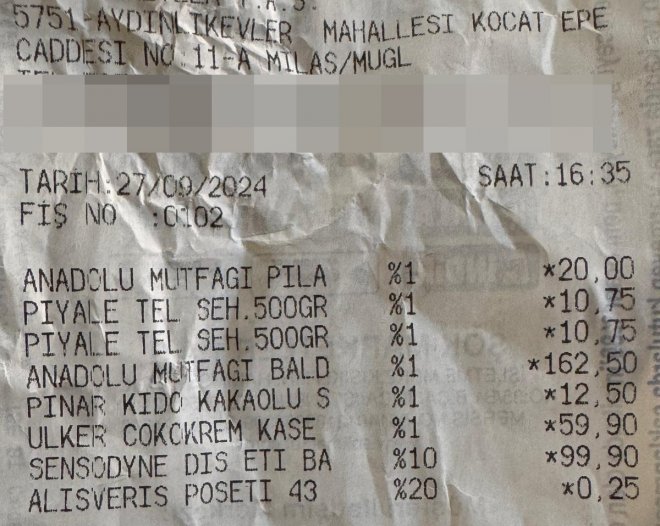 5751-AYDINLIKEVLER MAHALLESI KOCAT EPE
CADDESI NO 11-A MILAS/MUGL
TARIH:27/09/2024 SAAT:16:35
FİŞ NO :0102
ANADOLU MUTFAGI PILA %1 *20,00
PIYALE TEL SEH.500GR %1 *10,75
PIYALE TEL SEH.500GR %1 *10,75
ANADOLU MUTFAGI BALD %1 *162,50
PINAR KIDO KAKAOLU S %1 *12,50
ULKER COKOKREM KASE %1 *59,90
SENSODYNE DIS ETI BA %10 *99,90
ALISVERIS POSETI 43 %20 *0,25